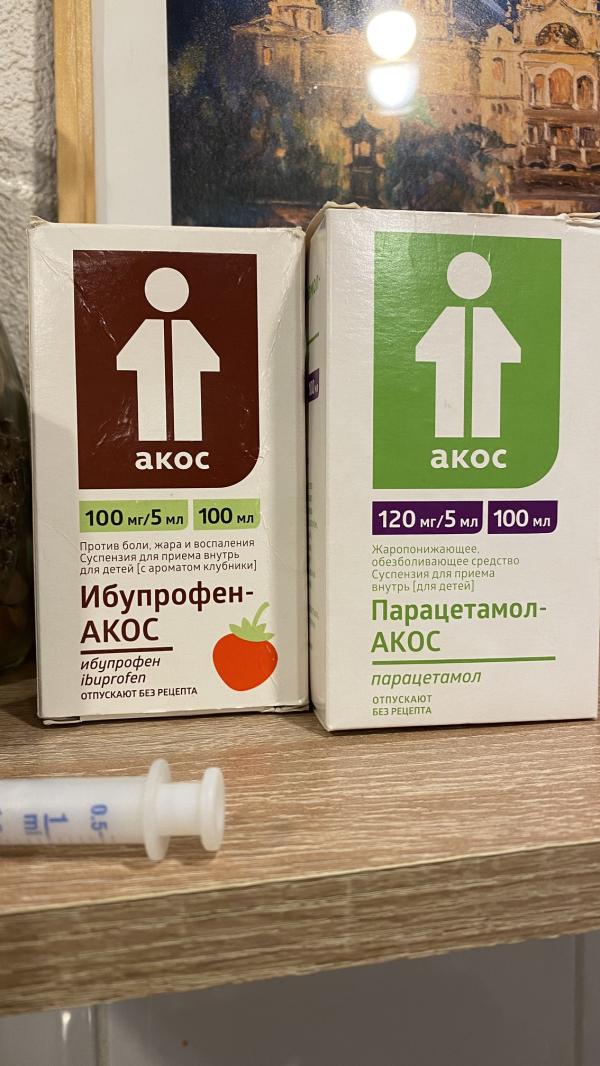 акос
100 мг/5 мл 100 мл
Против боли, жара и воспаления
Суспензия для приема внутрь
для детей [с ароматом клубники]
Ибупрофен-
АКОС
ибупрофен
ibuprofen
ОТПУСКАЮТ БЕЗ РЕЦЕПТА
акос
120 мг/5 мл 100 мл
Жаропонижающее,
обезболивающее средство
Суспензия для приема
внутрь [для детей]
Парацетамол-
АКОС
парацетамол
ОТПУСКАЮТ
БЕЗ РЕЦЕПТА
0.5
1
ml